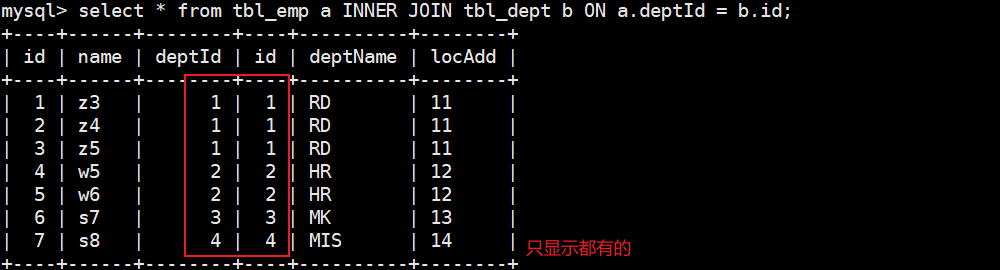 mysql> select * from tbl_emp a INNER JOIN tbl_dept b ON a.deptId = b.id;
+----+------+--------+----+----------+--------+
| id | name | deptId | id | deptName | locAdd |
+----+------+--------+----+----------+--------+
| 1 | z3 | 1 | 1 | RD | 11 |
| 2 | z4 | 1 | 1 | RD | 11 |
| 3 | z5 | 1 | 1 | RD | 11 |
| 4 | w5 | 2 | 2 | HR | 12 |
| 5 | w6 | 2 | 2 | HR | 12 |
| 6 | s7 | 3 | 3 | MK | 13 |
| 7 | s8 | 4 | 4 | MIS | 14 | 只显示都有的
+----+------+--------+----+----------+--------+